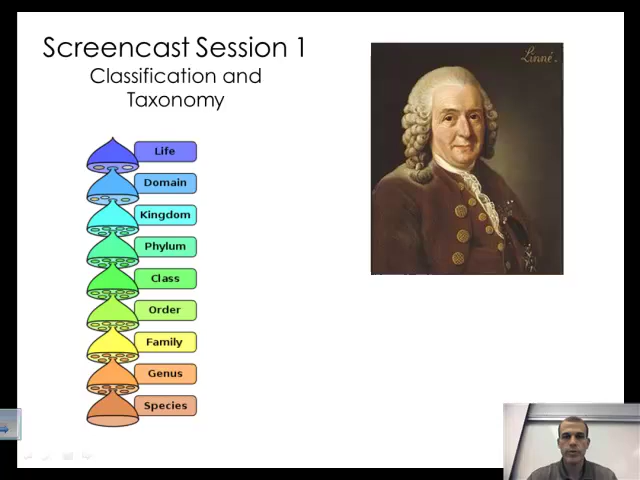 Screencast Session 1
Classification and
Taxonomy
Linné.
Life
Domain
Kingdom
Phylum
Class
Order
Family
Genus
Species